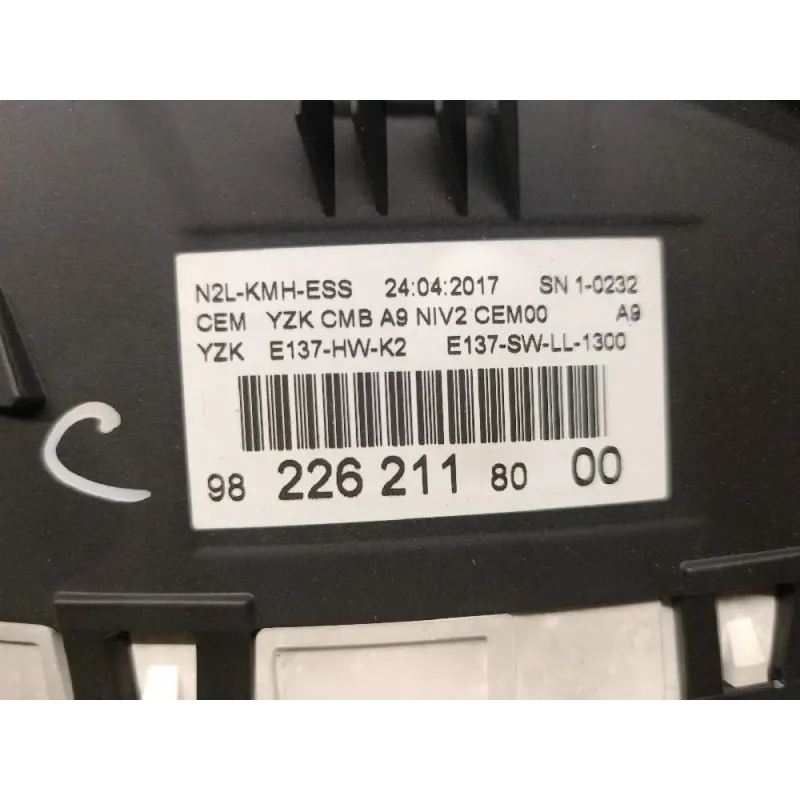 N2L-KMH-ESS 24:04:2017 SN 1-0232
CEM YZK CMB A9 NIV2 CEM00 A9
YZK E137-HW-K2 E137-SW-LL-1300
98 226 211 80 00